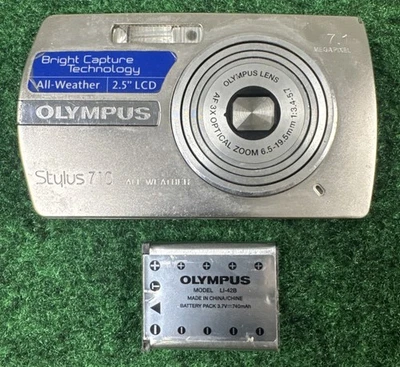 Bright Capture
Technology
All-Weather 2.5" LCD
OLYMPUS
Stylus 710 ALL-WEATHER
7.1
MEGAPIXEL
OLYMPUS LENS
AF 3X OPTICAL ZOOM 6.5-19.5mm 1:3.4-5.7
OLYMPUS
MODEL LI-42B
MADE IN CHINA/CHINE
BATTERY PACK 3.7V 740mAh